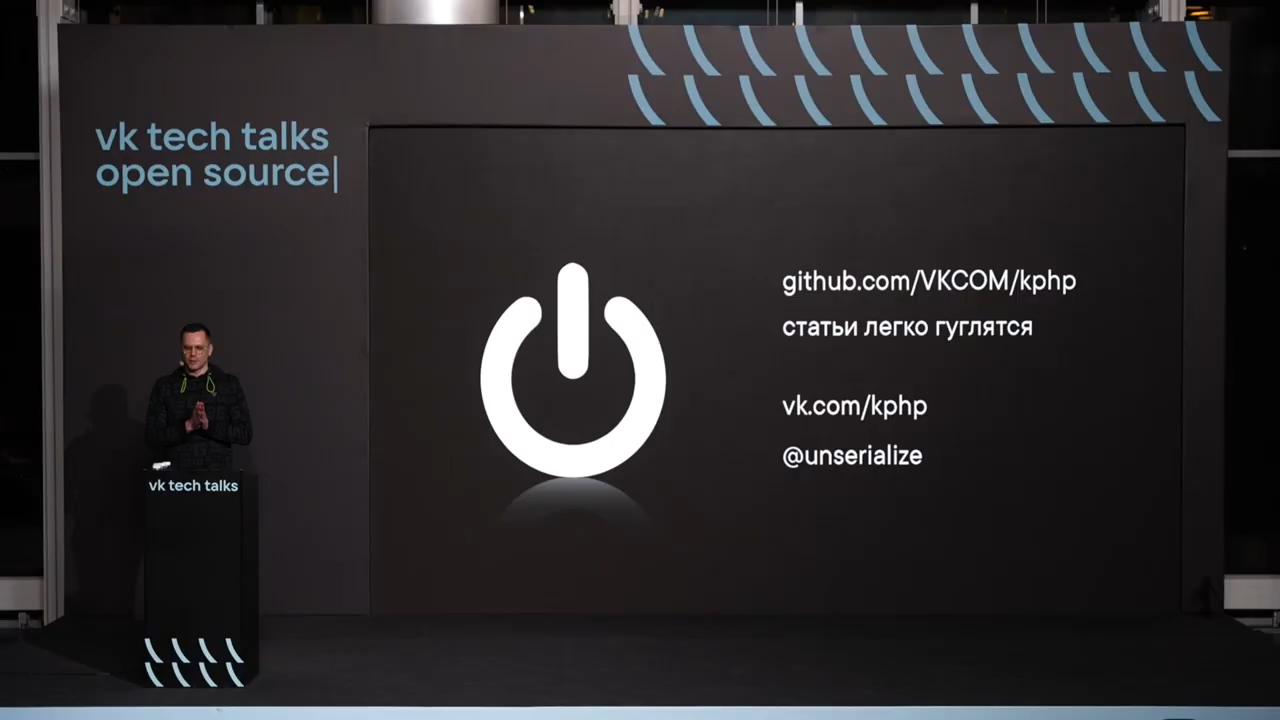 vk tech talks
open source|
github.com/VKCOM/kphp
статьи легко гуглятся
vk.com/kphp
@unserialize
vk tech talks